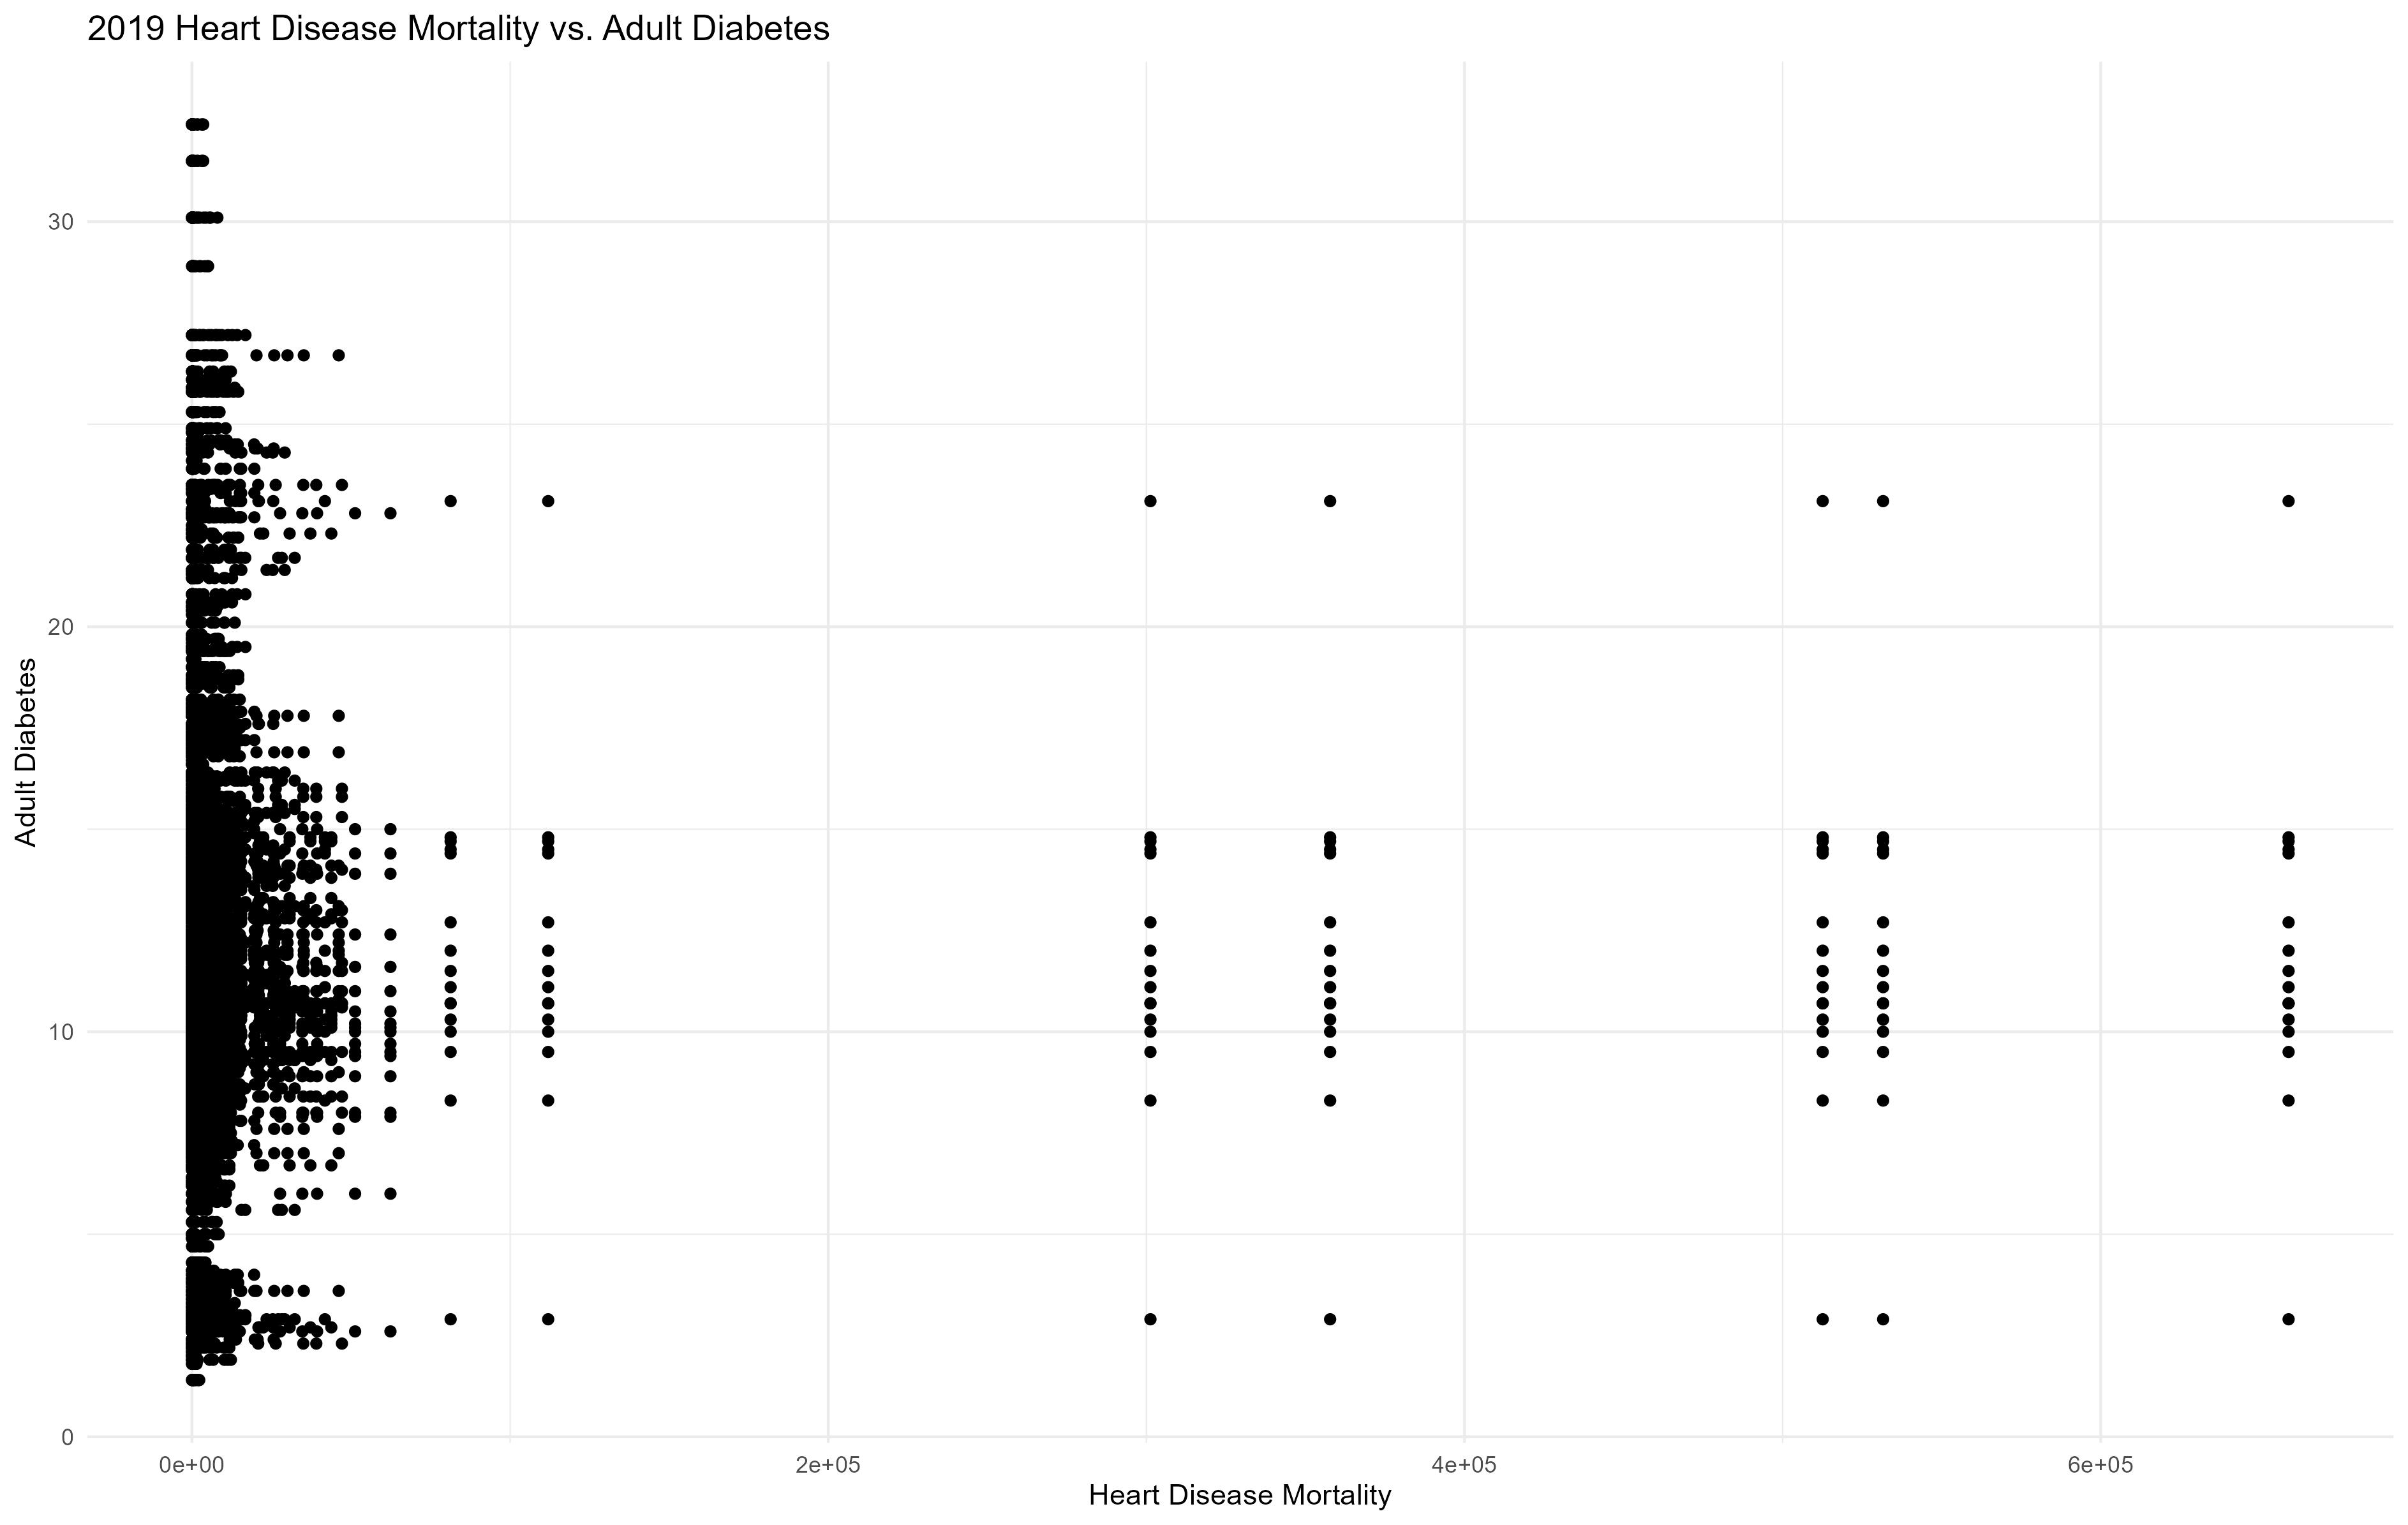 2019 Heart Disease Mortality vs. Adult Diabetes
30
20
10
0
Adult Diabetes
0e+00 2e+05 4e+05 6e+05
Heart Disease Mortality